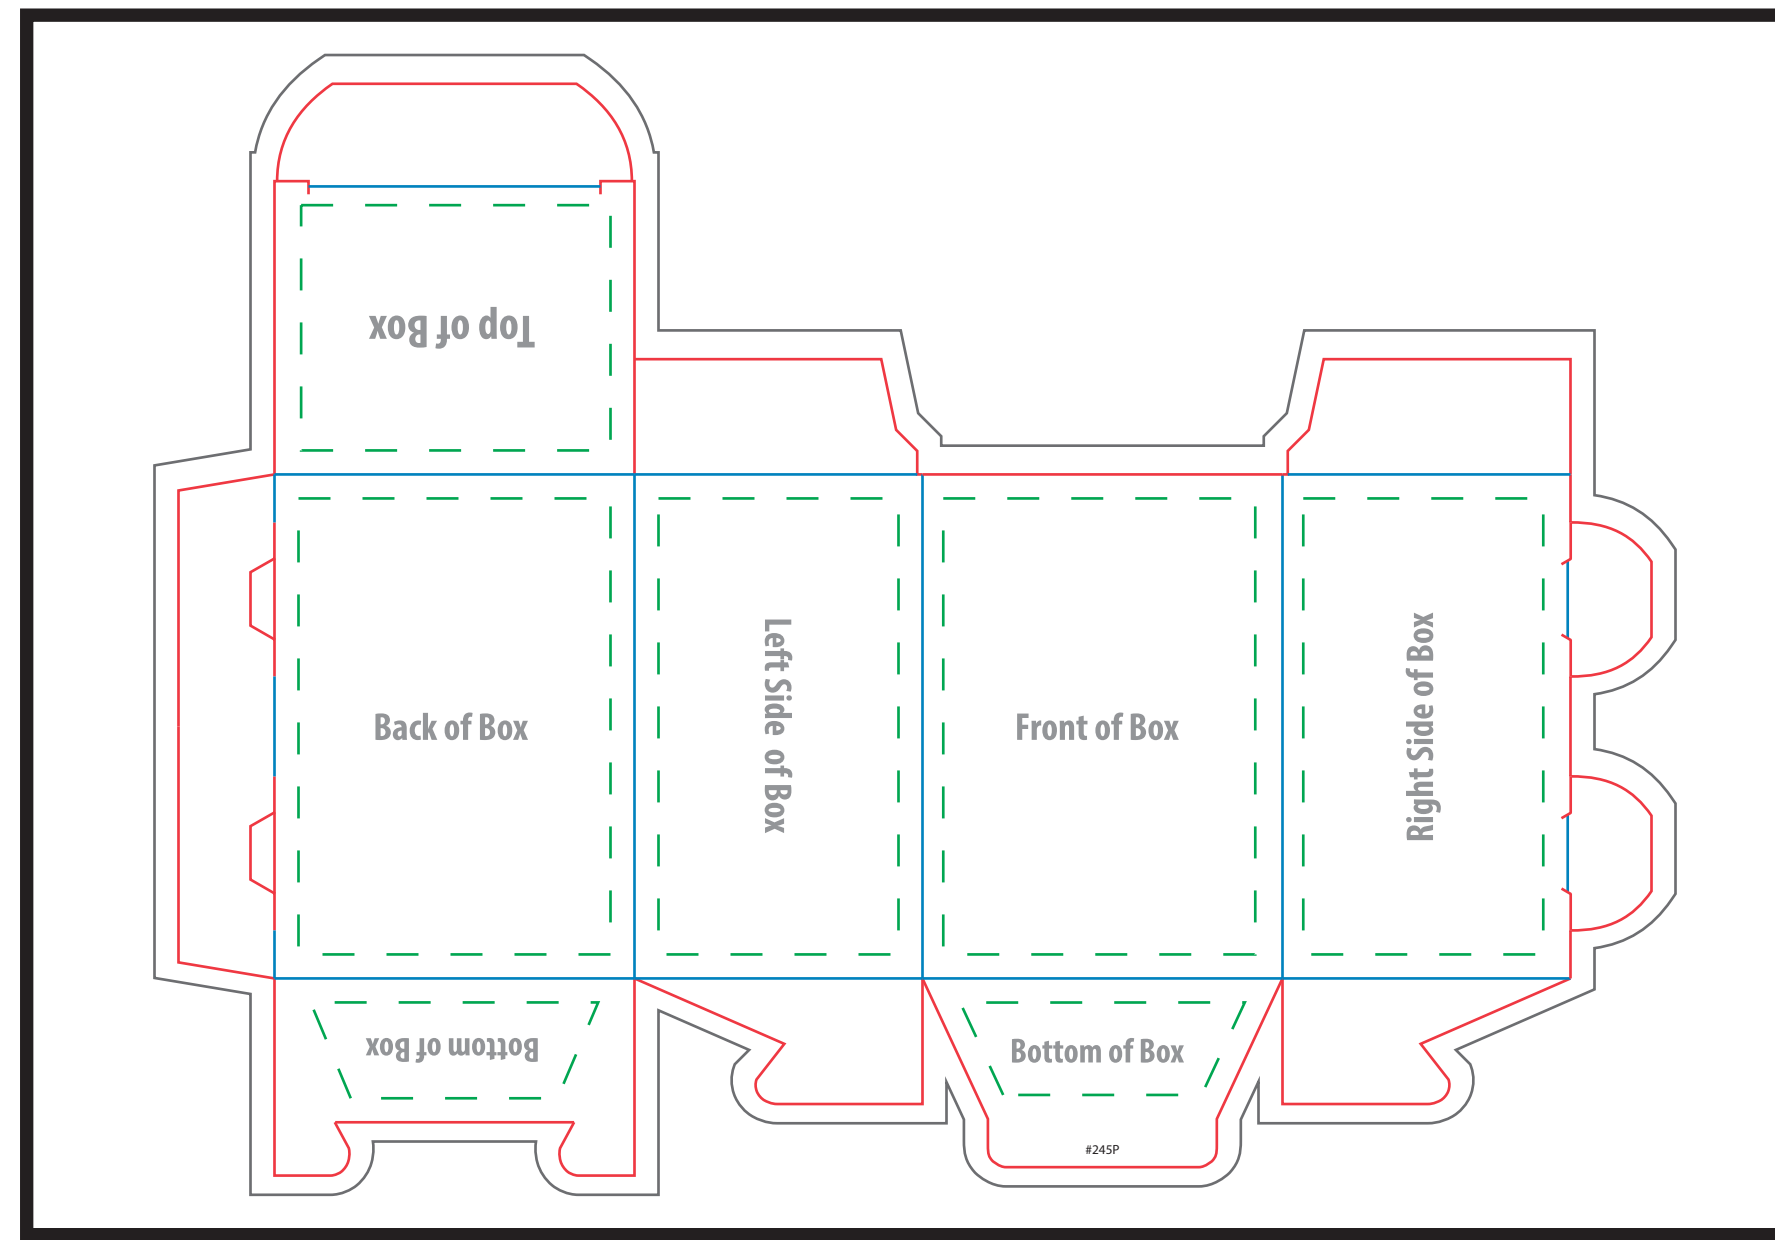 Top of Box
Back of Box
Left Side of Box
Front of Box
Right Side of Box
Bottom of Box
Bottom of Box
#245P